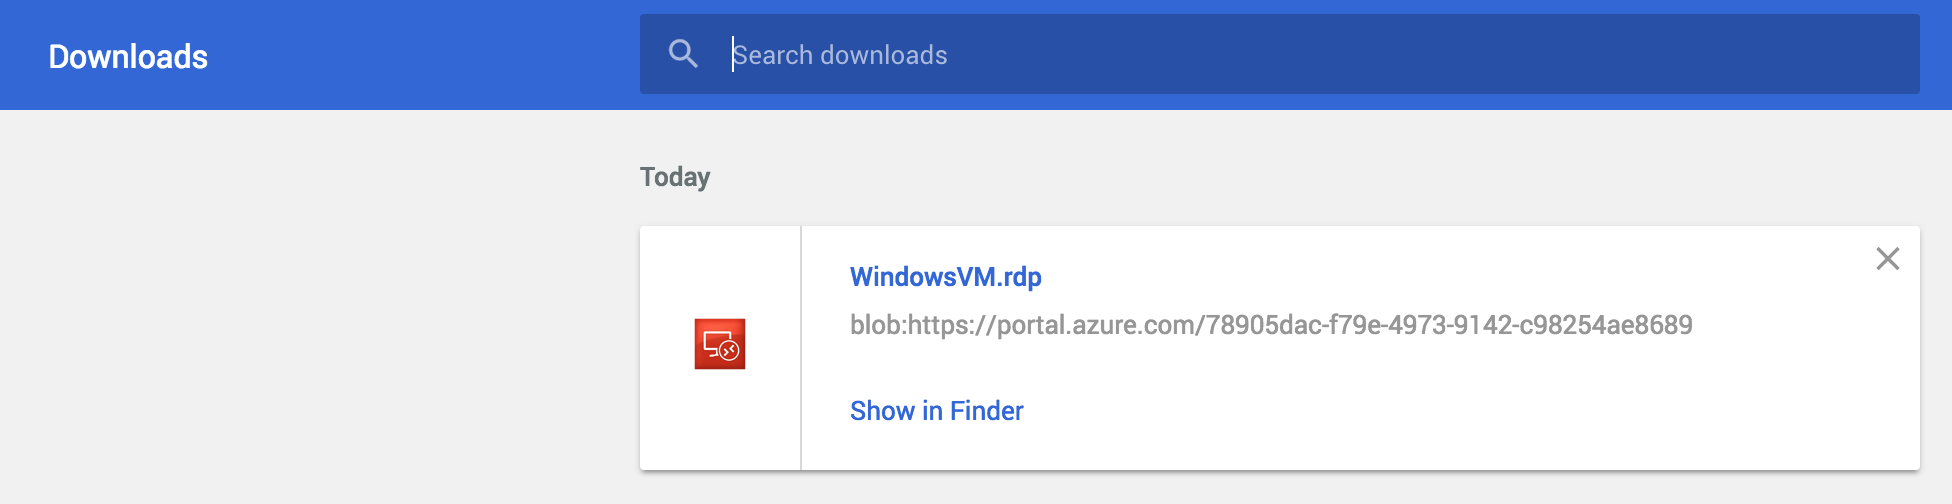 Downloads
Search downloads
Today
WindowsVM.rdp
blob:https://portal.azure.com/78905dac-f79e-4973-9142-c98254ae8689
Show in Finder